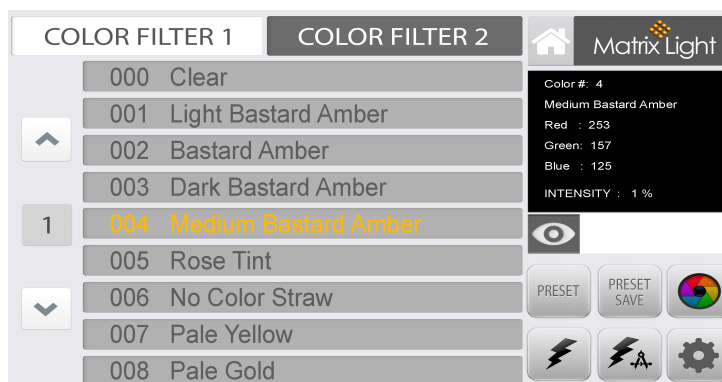 COLOR FILTER 1
COLOR FILTER 2
000 Clear
001 Light Bastard Amber
002 Bastard Amber
003 Dark Bastard Amber
1
004 Medium Bastard Amber
005 Rose Tint
006 No Color Straw
007 Pale Yellow
008 Pale Gold
Matrix Light
Color #: 4
Medium Bastard Amber
Red : 253
Green: 157
Blue : 125
INTENSITY : 1 %
PRESET
PRESET
SAVE